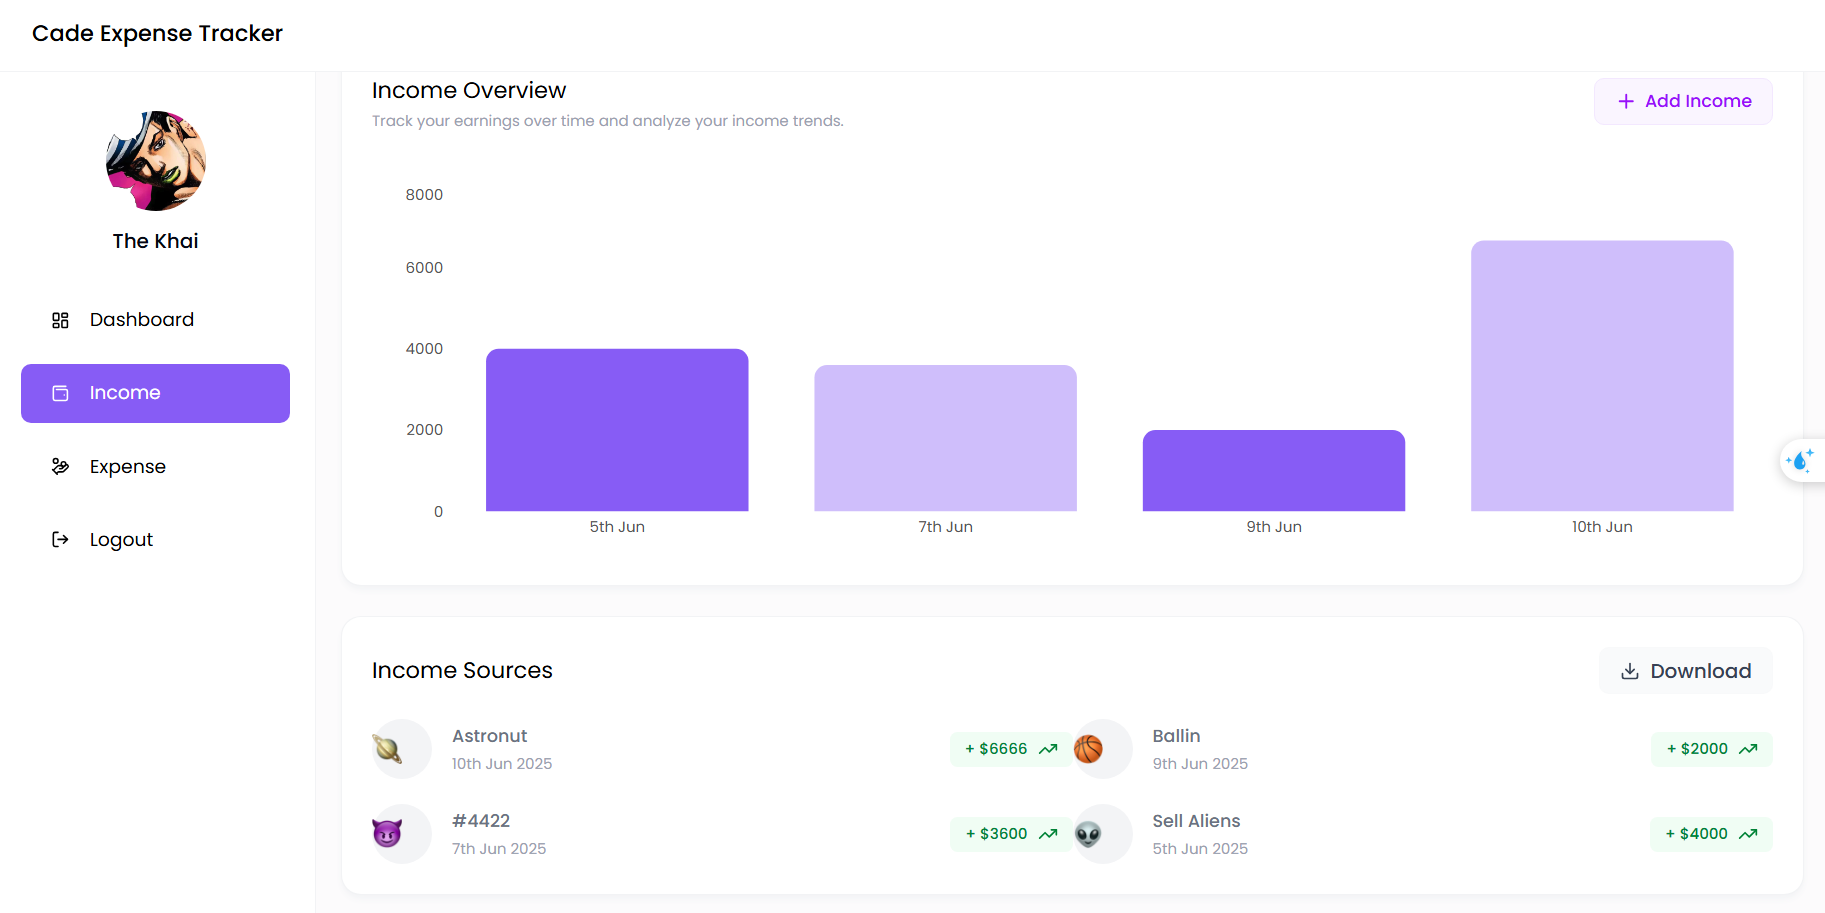 Cade Expense Tracker
The Khai
Dashboard
Income
Expense
Logout
Income Overview
Track your earnings over time and analyze your income trends.
+ Add Income
8000
6000
4000
2000
0
5th Jun
7th Jun
9th Jun
10th Jun
Income Sources
Download
Astronut
10th Jun 2025
+ $6666
Ballin
9th Jun 2025
+ $2000
#4422
7th Jun 2025
+ $3600
Sell Aliens
5th Jun 2025
+ $4000